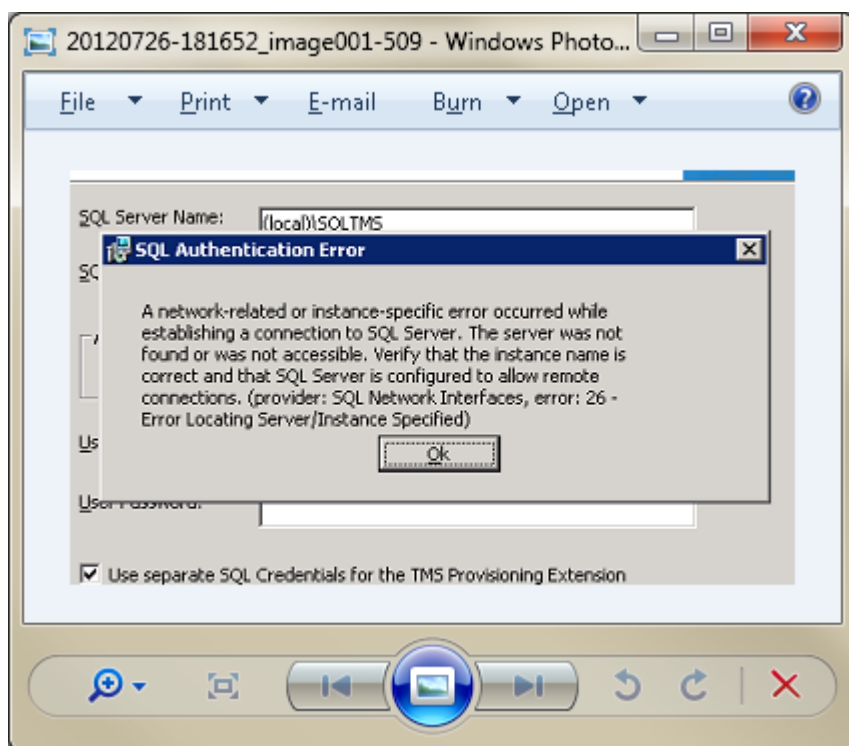 20120726-181652_image001-509 - Windows Photo...
File Print E-mail Burn Open
SQL Server Name: (local)\SQLTMS
SQL Authentication Error
A network-related or instance-specific error occurred while
establishing a connection to SQL Server. The server was not
found or was not accessible. Verify that the instance name is
correct and that SQL Server is configured to allow remote
connections. (provider: SQL Network Interfaces, error: 26 -
Error Locating Server/Instance Specified)
Ok
User Password:
Use separate SQL Credentials for the TMS Provisioning Extension